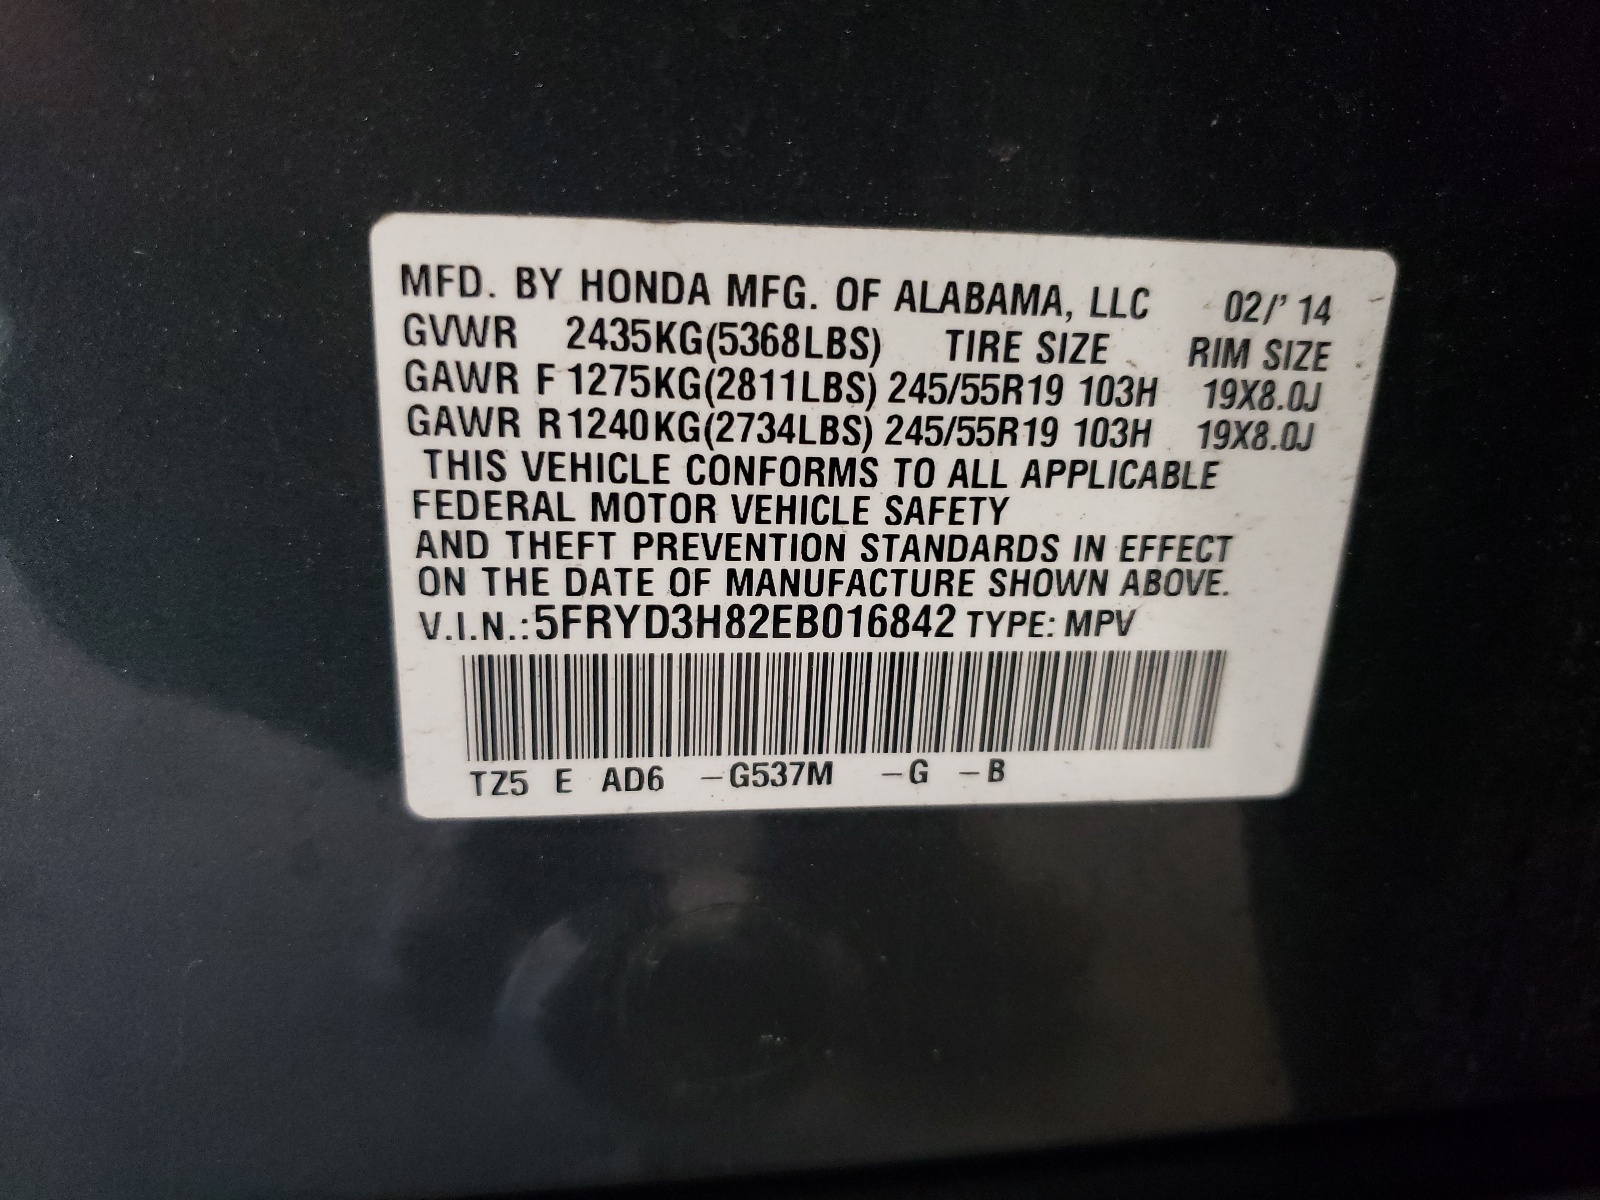 MFD. BY HONDA MFG. OF ALABAMA, LLC 02/' 14
GVWR 2435KG(5368LBS) TIRE SIZE RIM SIZE
GAWR F 1275KG(2811LBS) 245/55R19 103H 19X8.0J
GAWR R 1240KG(2734LBS) 245/55R19 103H 19X8.0J
THIS VEHICLE CONFORMS TO ALL APPLICABLE
FEDERAL MOTOR VEHICLE SAFETY
AND THEFT PREVENTION STANDARDS IN EFFECT
ON THE DATE OF MANUFACTURE SHOWN ABOVE.
V.I.N.: 5FRYD3H82EB016842 TYPE: MPV
TZ5 E AD6 -G537M -G -B